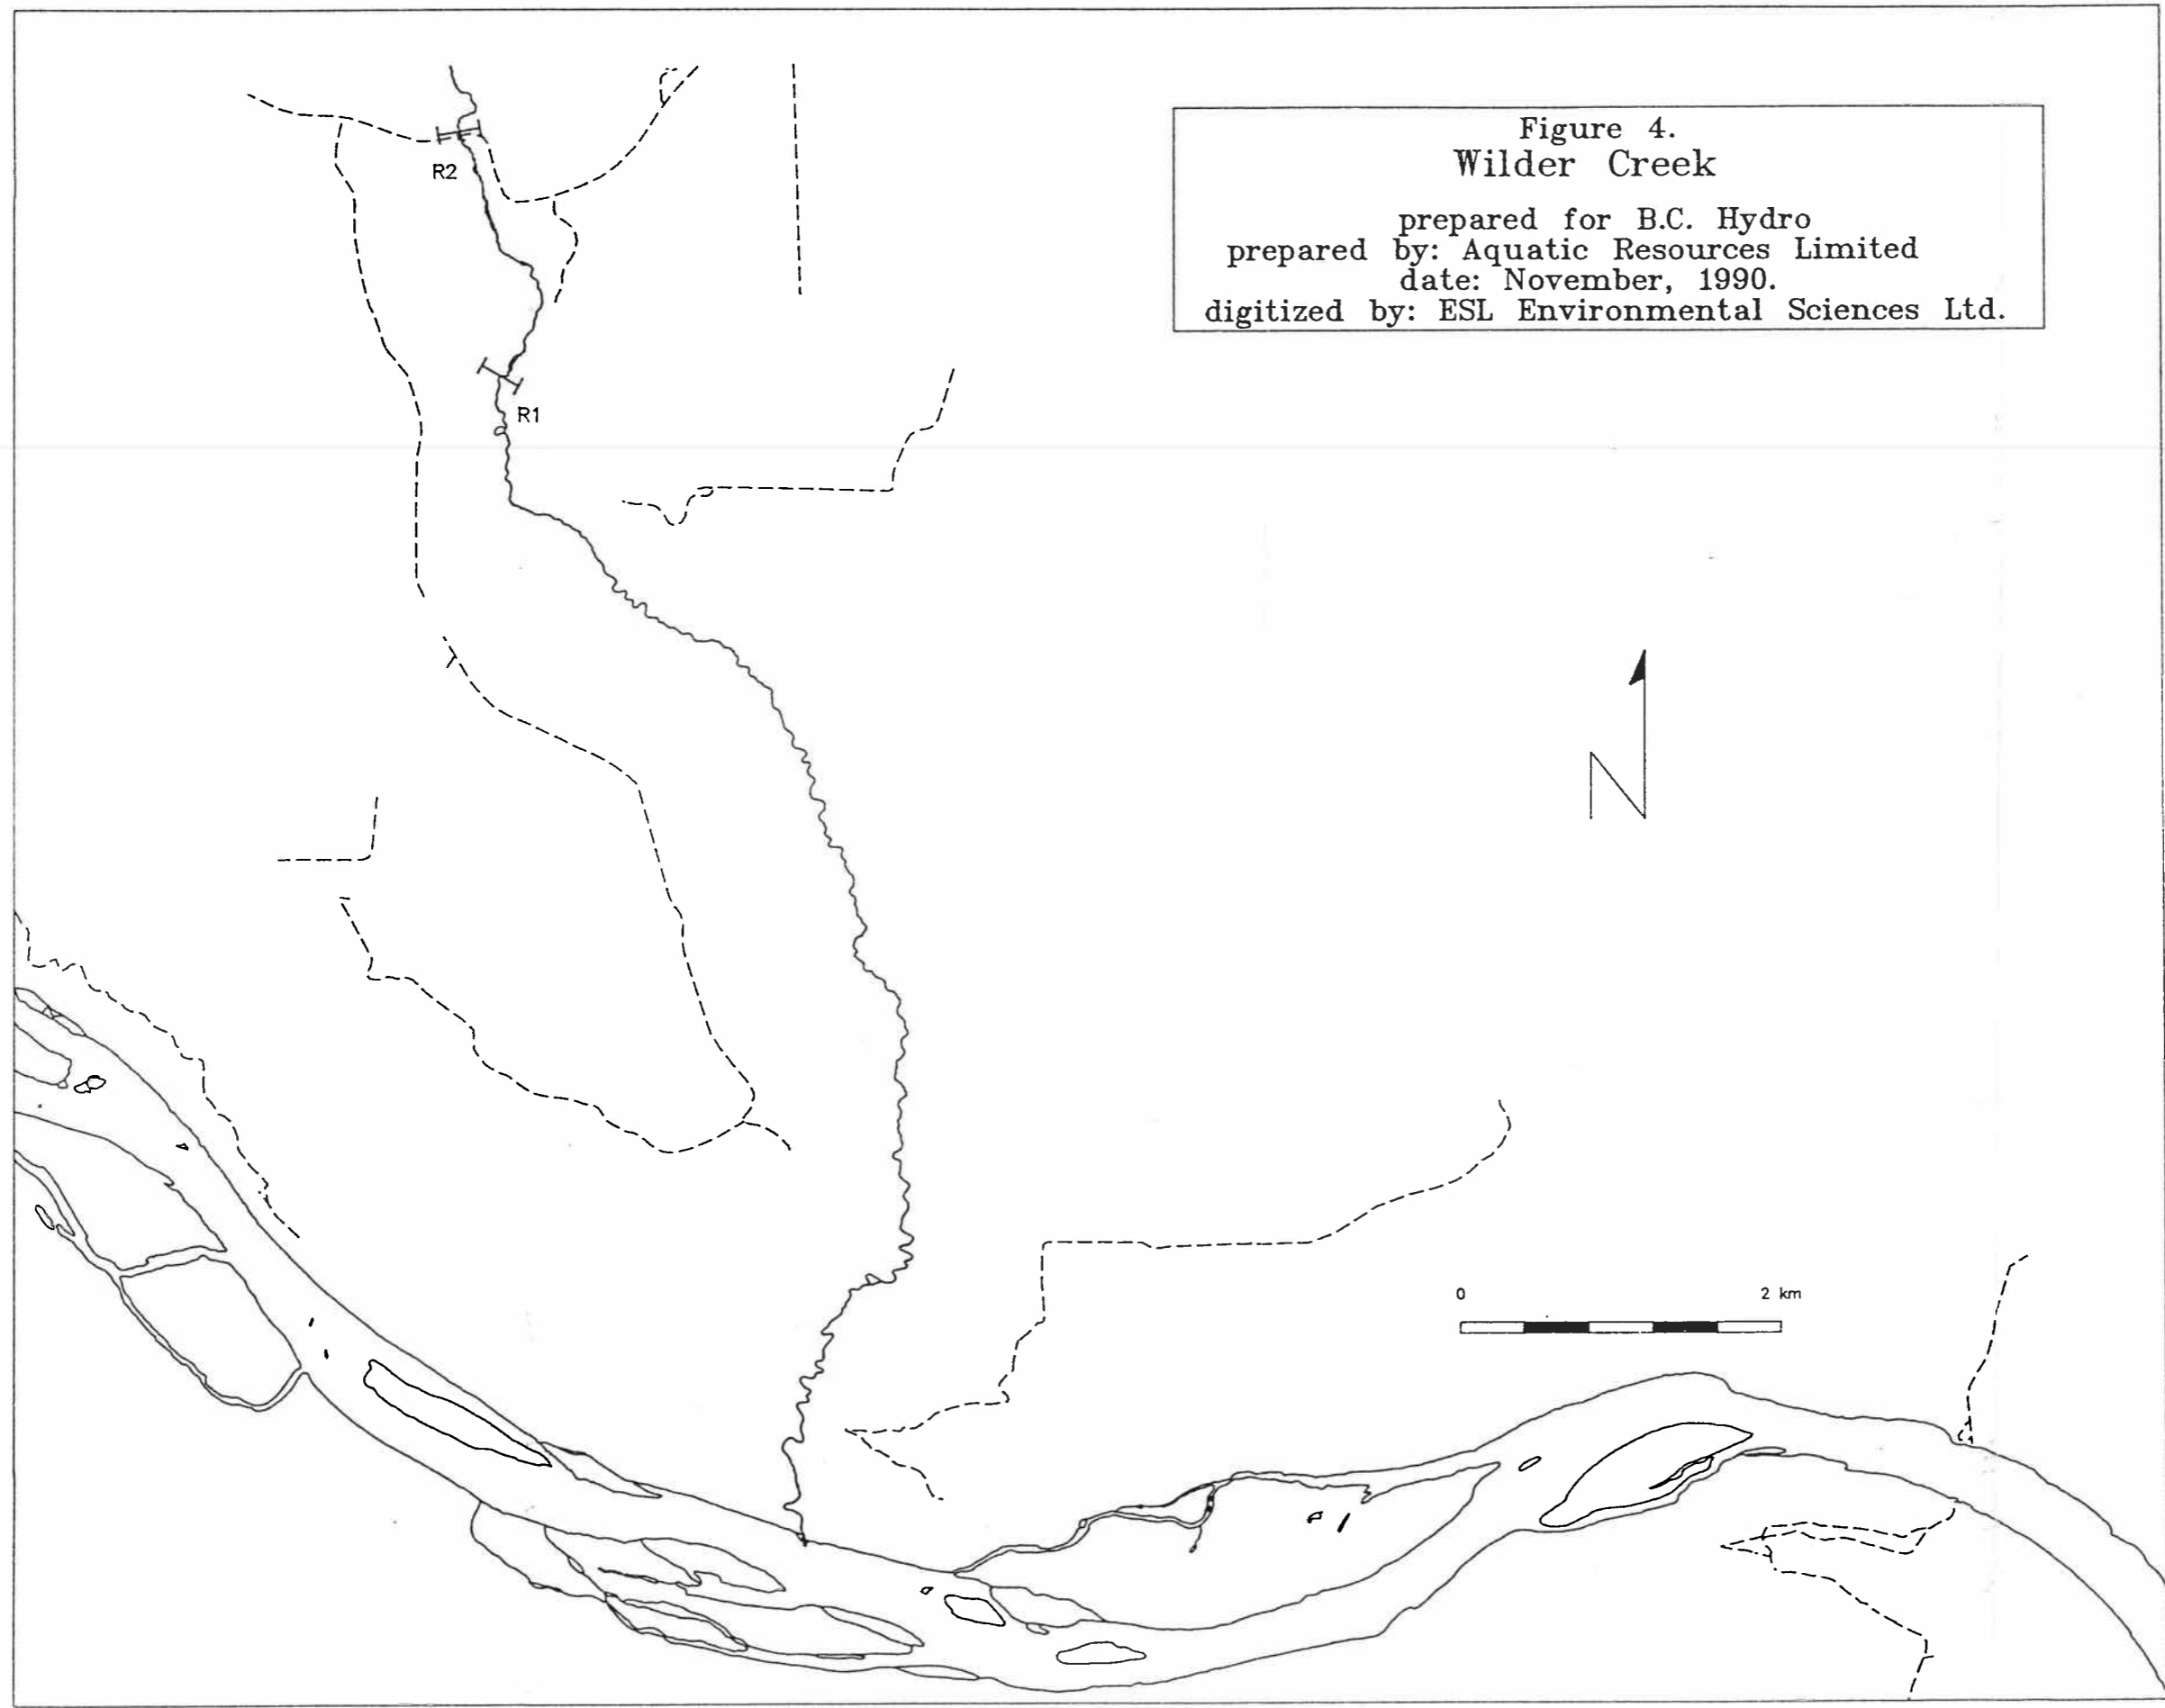 Figure 4.
Wilder Creek
prepared for B.C. Hydro
prepared by: Aquatic Resources Limited
date: November, 1990.
digitized by: ESL Environmental Sciences Ltd.
R2
R1
N
0 2 km